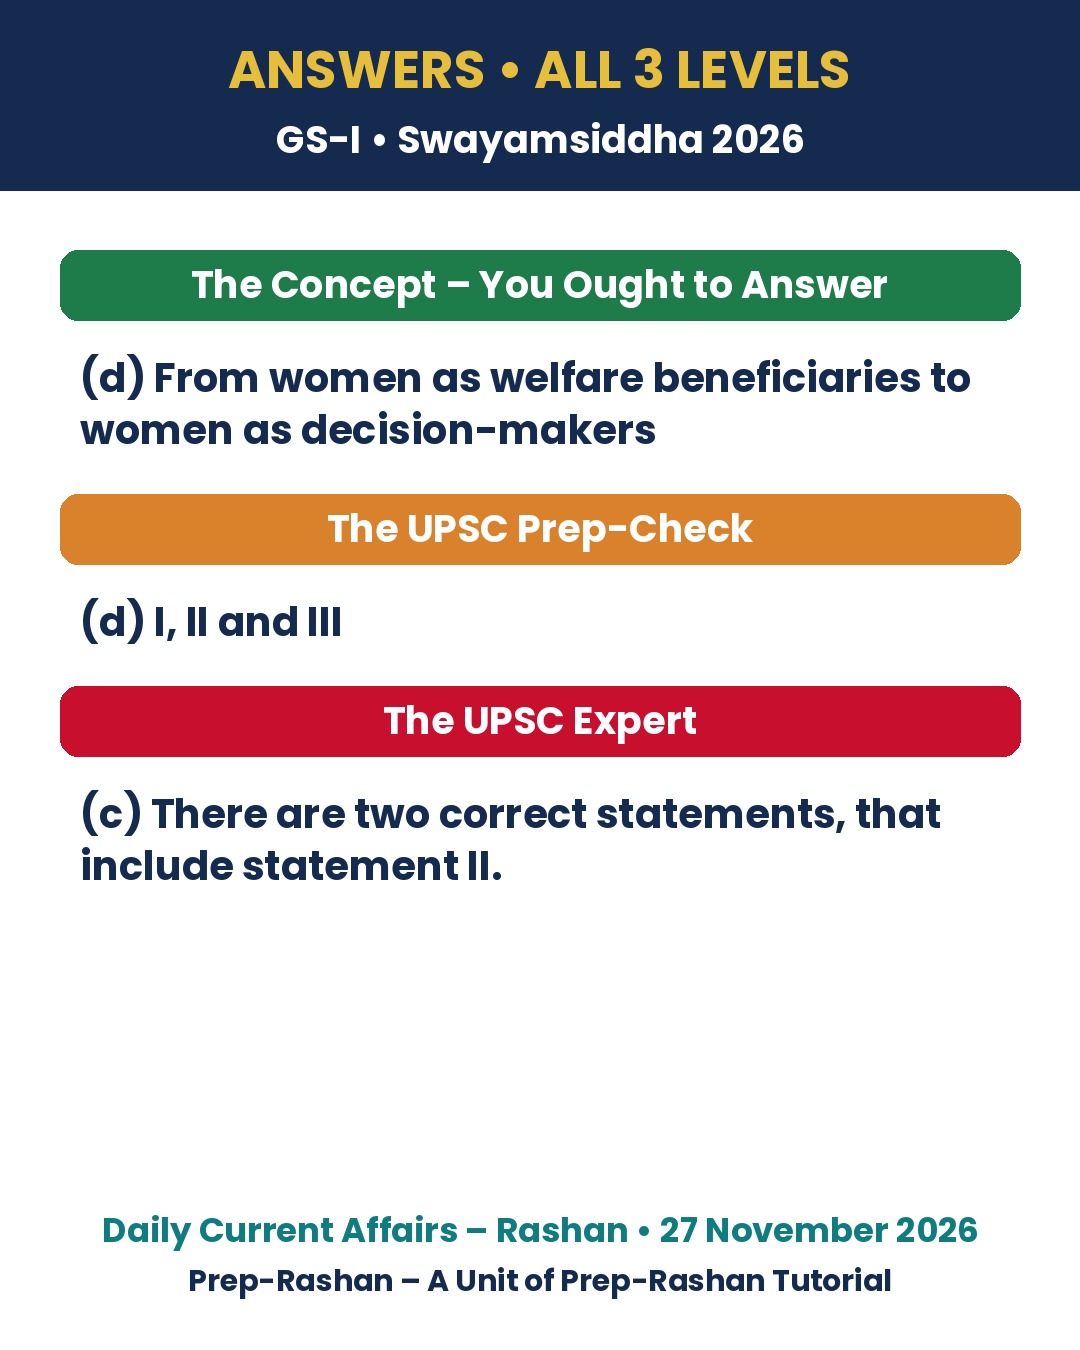 ANSWERS • ALL 3 LEVELS
GS-I • Swayamsiddha 2026
The Concept – You Ought to Answer
(d) From women as welfare beneficiaries to
women as decision-makers
The UPSC Prep-Check
(d) I, II and III
The UPSC Expert
(c) There are two correct statements, that
include statement II.
Daily Current Affairs – Rashan • 27 November 2026
Prep-Rashan – A Unit of Prep-Rashan Tutorial